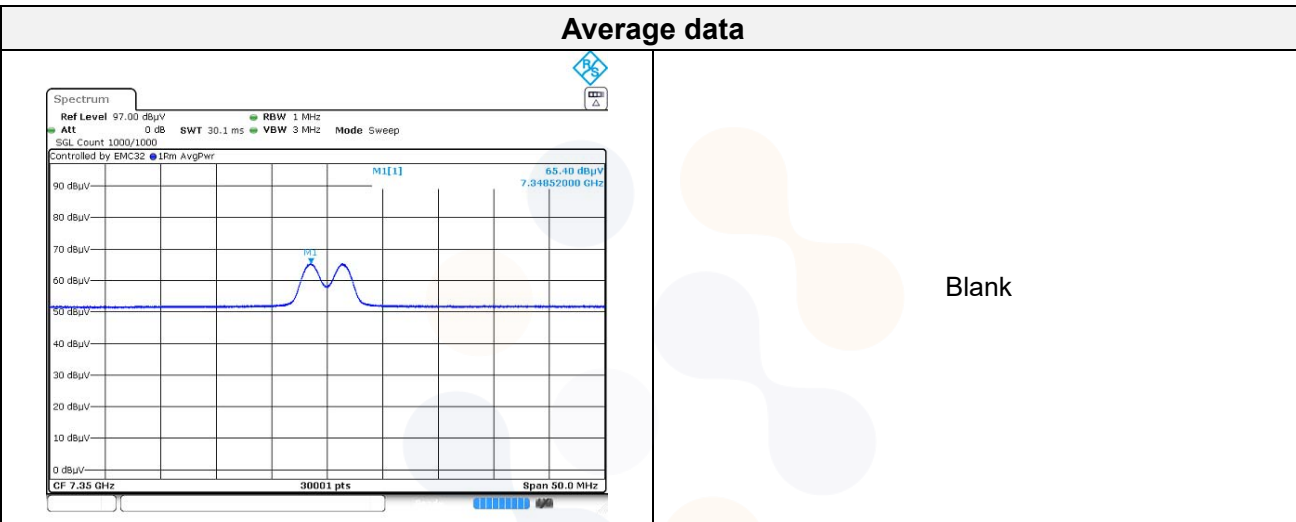 Average data
R&S
Spectrum
Ref Level 97.00 dBµV RBW 1 MHz
Att 0 dB SWT 30.1 ms VBW 3 MHz Mode Sweep
SGL Count 1000/1000
Controlled by EMC32 1Rm AvgPwr
M1[1] 65.40 dBµV
7.34852000 GHz
90 dBµV
80 dBµV
70 dBµV
M1
60 dBµV
50 dBµV
40 dBµV
30 dBµV
20 dBµV
10 dBµV
0 dBµV
CF 7.35 GHz 30001 pts Span 50.0 MHz
Blank